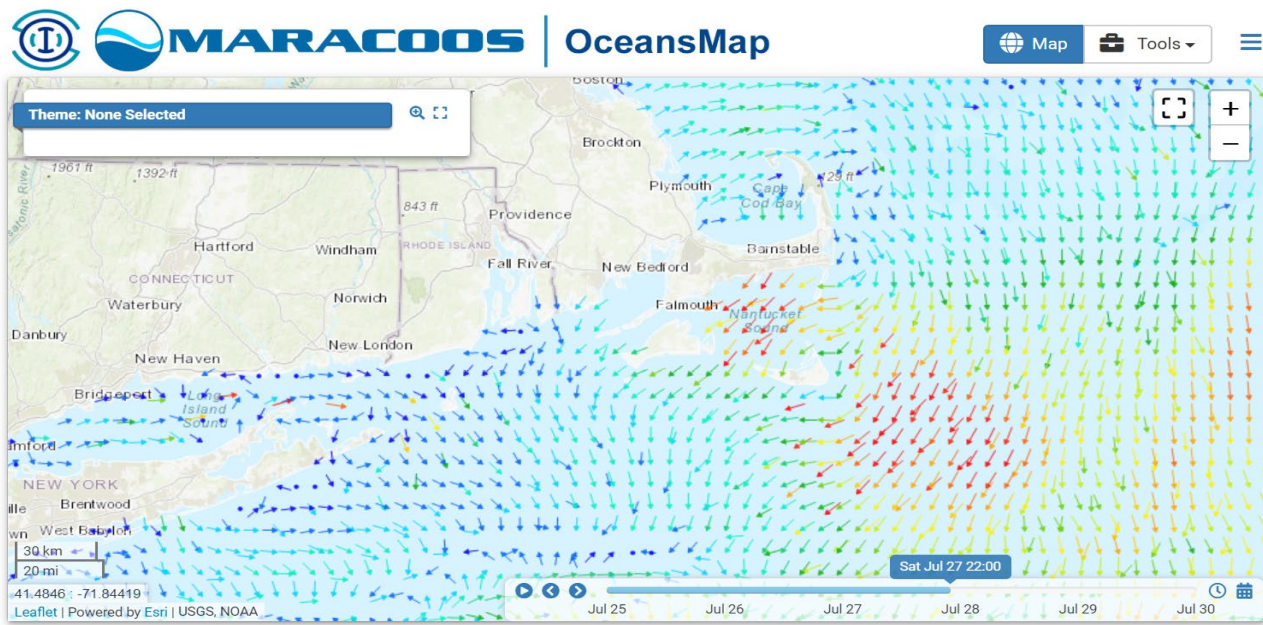 MARACOOS
OceansMap
Map
Tools
Theme: None Selected
+
−
Boston
1961 ft
1392 ft
Brockton
Plymouth
Cape
Cod Bay
129 ft
843 ft
Providence
Hartford
Windham
RHODE ISLAND
Barnstable
Fall River
New Bedford
CONNECTICUT
Waterbury
Norwich
Falmouth
Nantucket
Sound
Danbury
New London
New Haven
Bridgeport
Long
Island
Sound
amford
NEW YORK
ille
Brentwood
wn
West Babylon
30 km
20 mi
Sat Jul 27 22:00
41.4846 : -71.84419
Jul 25
Jul 26
Jul 27
Jul 28
Jul 29
Jul 30
Leaflet | Powered by Esri | USGS, NOAA